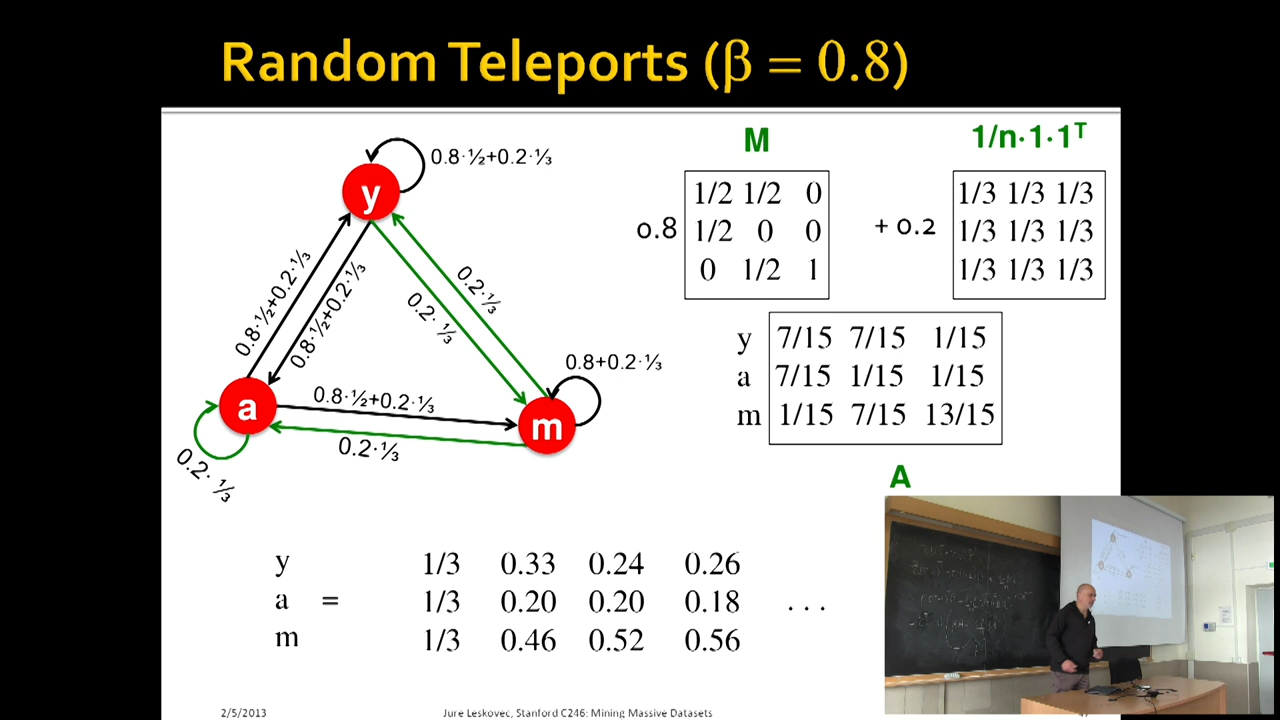 Random Teleports (β = 0.8)
M
1/n·1·1ᵀ
y
0.8·½+0.2·⅓
0.8·½+0.2·⅓
0.8·½+0.2·⅓
0.2·⅓
0.2·⅓
0.8
1/2 1/2 0
1/2 0 0
0 1/2 1
+ 0.2
1/3 1/3 1/3
1/3 1/3 1/3
1/3 1/3 1/3
a
0.8·½+0.2·⅓
0.2·⅓
0.2·⅓
m
0.8+0.2·⅓
y 7/15 7/15 1/15
a 7/15 1/15 1/15
m 1/15 7/15 13/15
A
y 1/3 0.33 0.24 0.26
a = 1/3 0.20 0.20 0.18 . . .
m 1/3 0.46 0.52 0.56
2/5/2013
Jure Leskovec, Stanford C246: Mining Massive Datasets